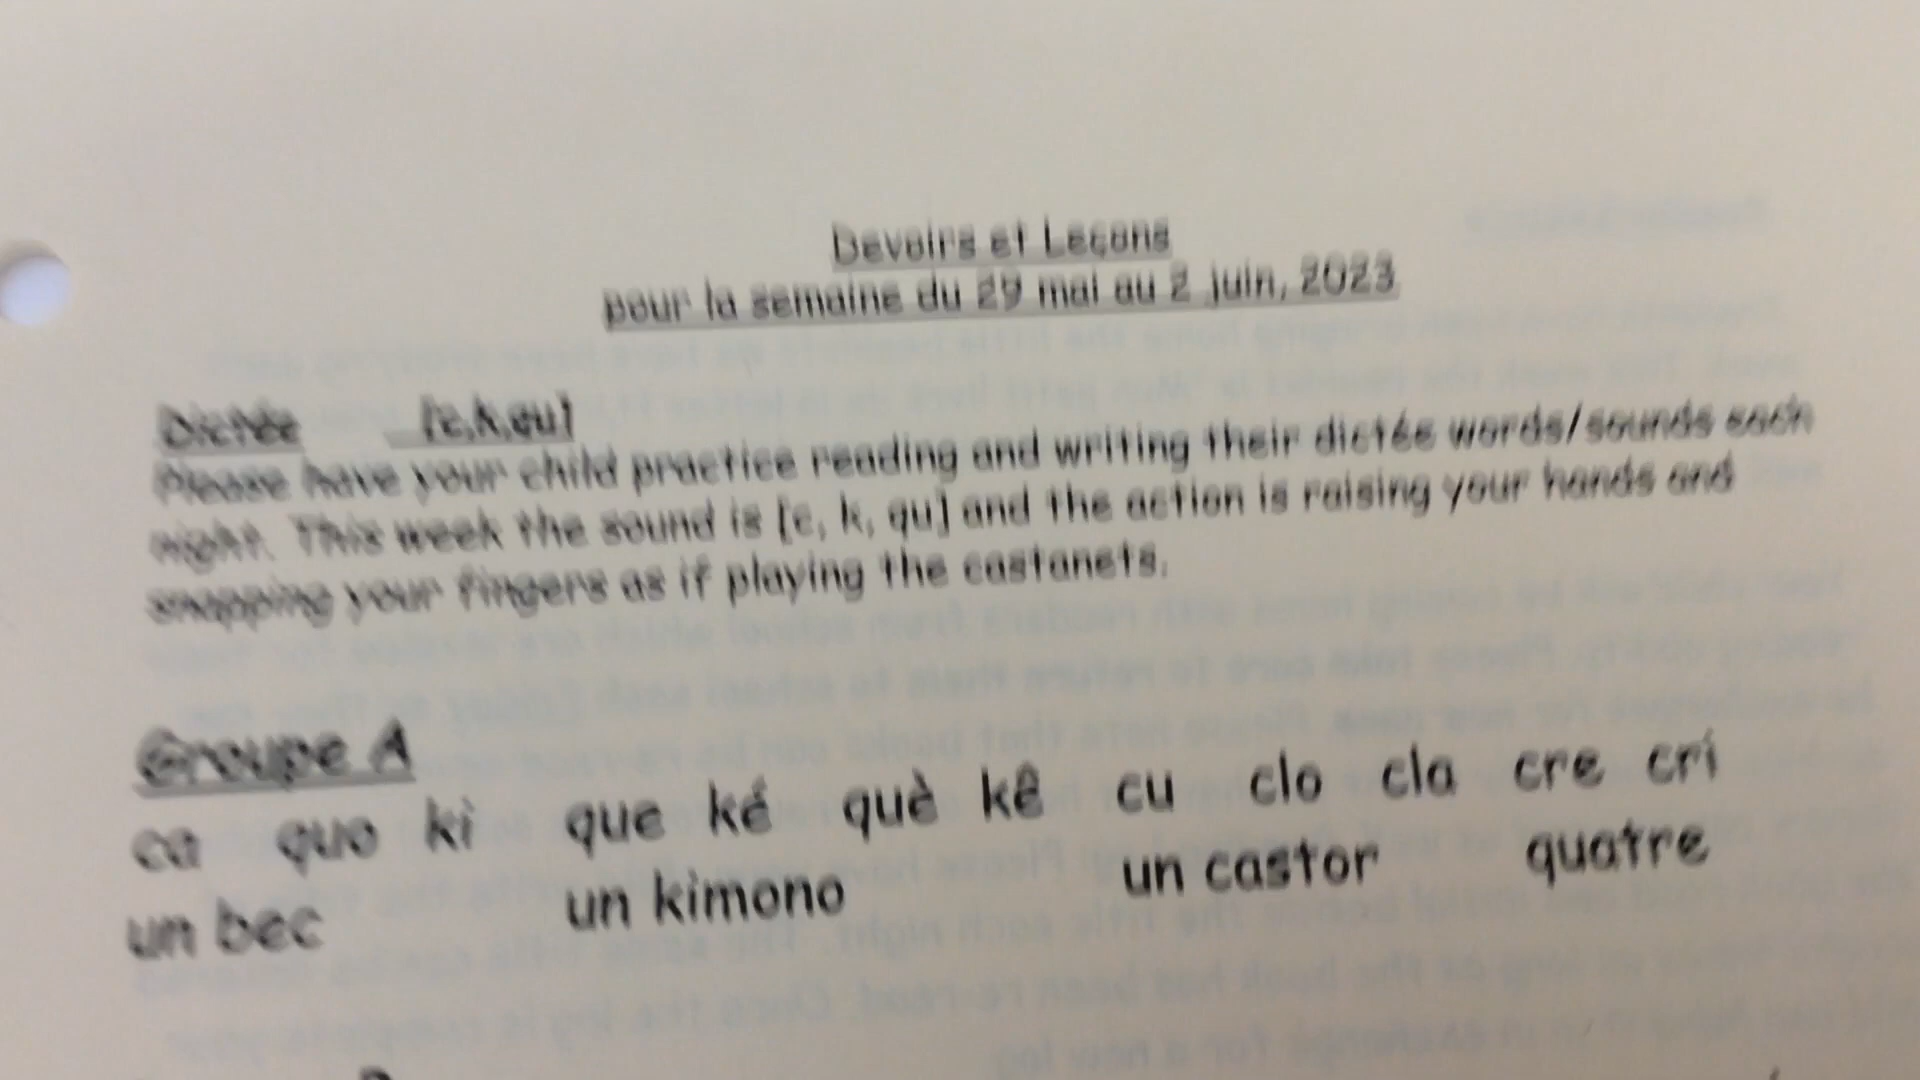 Devoirs et Leçons
pour la semaine du 29 mai au 2 juin, 2023
Dictée [c,k,qu]
Please have your child practice reading and writing their dictée words/sounds each
night. This week the sound is [c, k, qu] and the action is raising your hands and
snapping your fingers as if playing the castanets.
Groupe A
ca quo ki que ké què kê cu clo cla cre cri
un bec un kimono un castor quatre